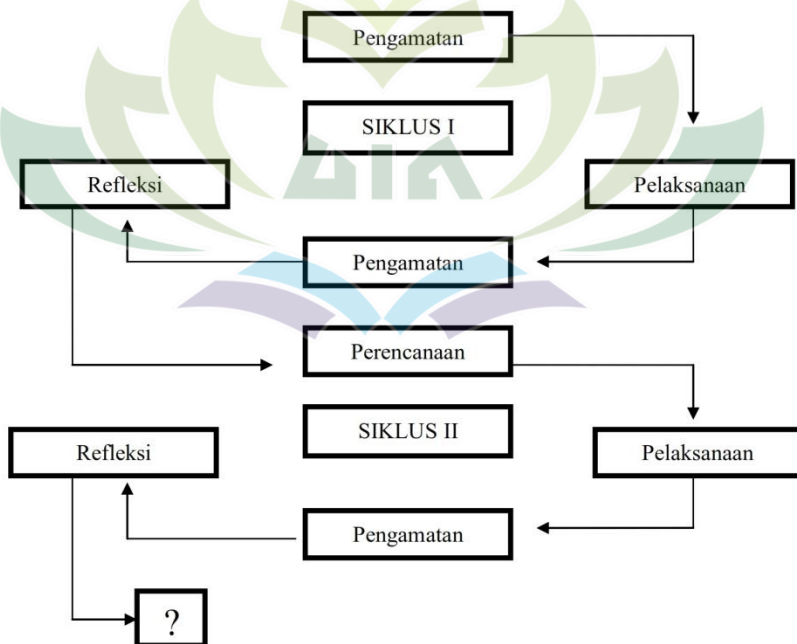 Pengamatan
SIKLUS I
Refleksi
Pelaksanaan
Pengamatan
Perencanaan
SIKLUS II
Refleksi
Pelaksanaan
Pengamatan
?